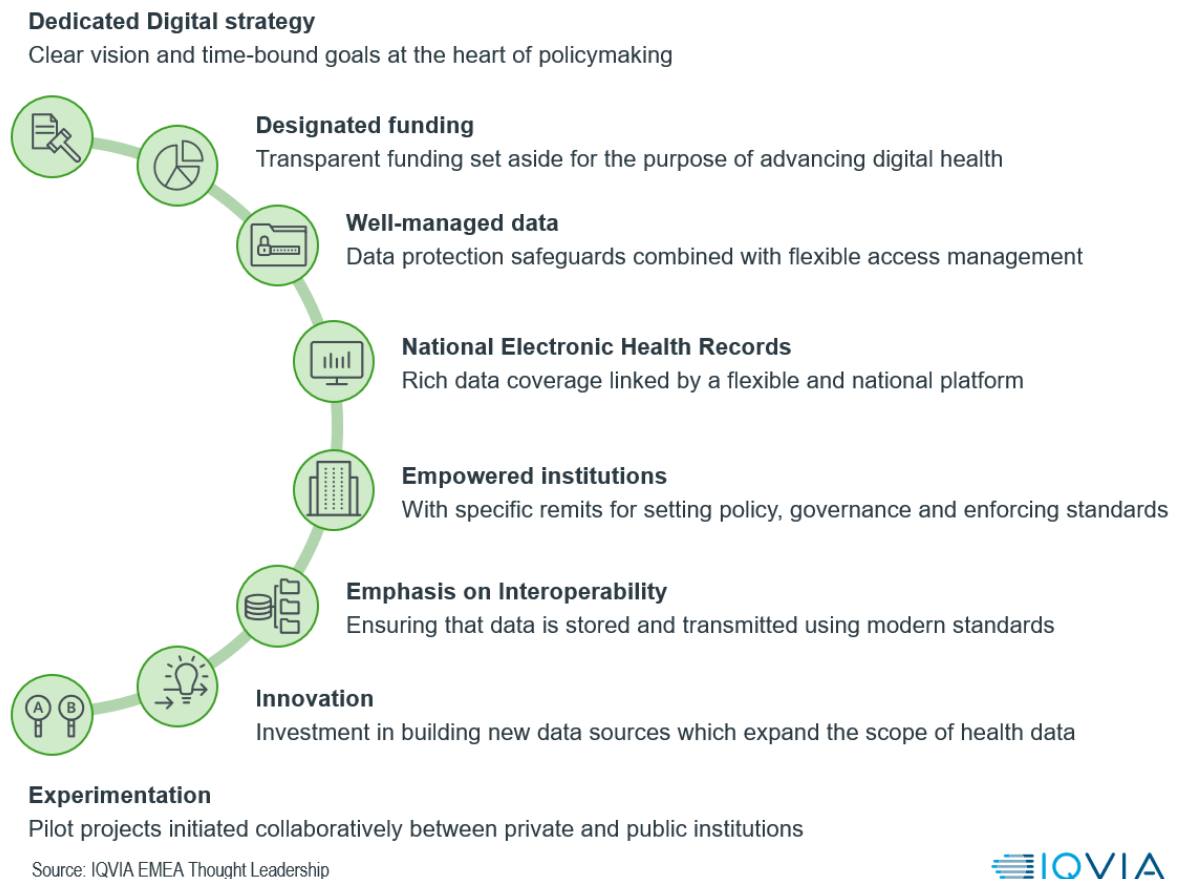 Dedicated Digital strategy
Clear vision and time-bound goals at the heart of policymaking
Designated funding
Transparent funding set aside for the purpose of advancing digital health
Well-managed data
Data protection safeguards combined with flexible access management
National Electronic Health Records
Rich data coverage linked by a flexible and national platform
Empowered institutions
With specific remits for setting policy, governance and enforcing standards
Emphasis on Interoperability
Ensuring that data is stored and transmitted using modern standards
Innovation
Investment in building new data sources which expand the scope of health data
A B
Experimentation
Pilot projects initiated collaboratively between private and public institutions
Source: IQVIA EMEA Thought Leadership
IQVIA